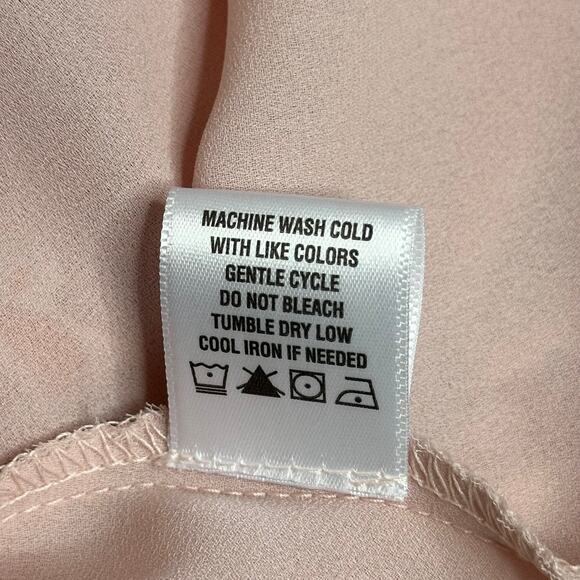 MACHINE WASH COLD
WITH LIKE COLORS
GENTLE CYCLE
DO NOT BLEACH
TUMBLE DRY LOW
COOL IRON IF NEEDED